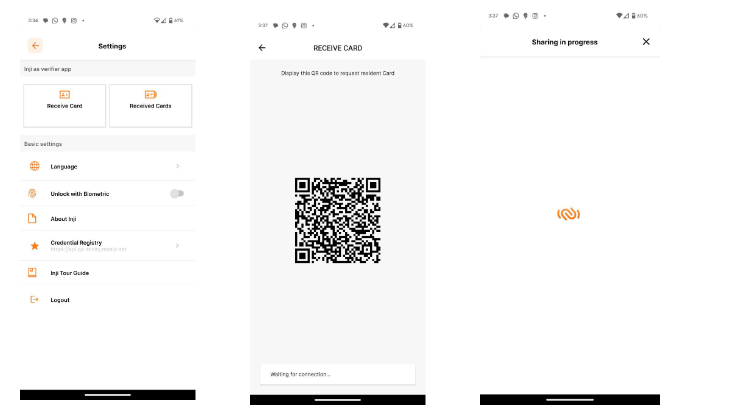 3:36
61%
Settings
Inji as verifier app
Receive Card
Received Cards
Basic settings
Language
Unlock with Biometric
About Inji
Credential Registry
Inji Tour Guide
Logout
3:37
60%
RECEIVE CARD
Display this QR code to request resident Card
Waiting for connection...
3:37
60%
Sharing in progress